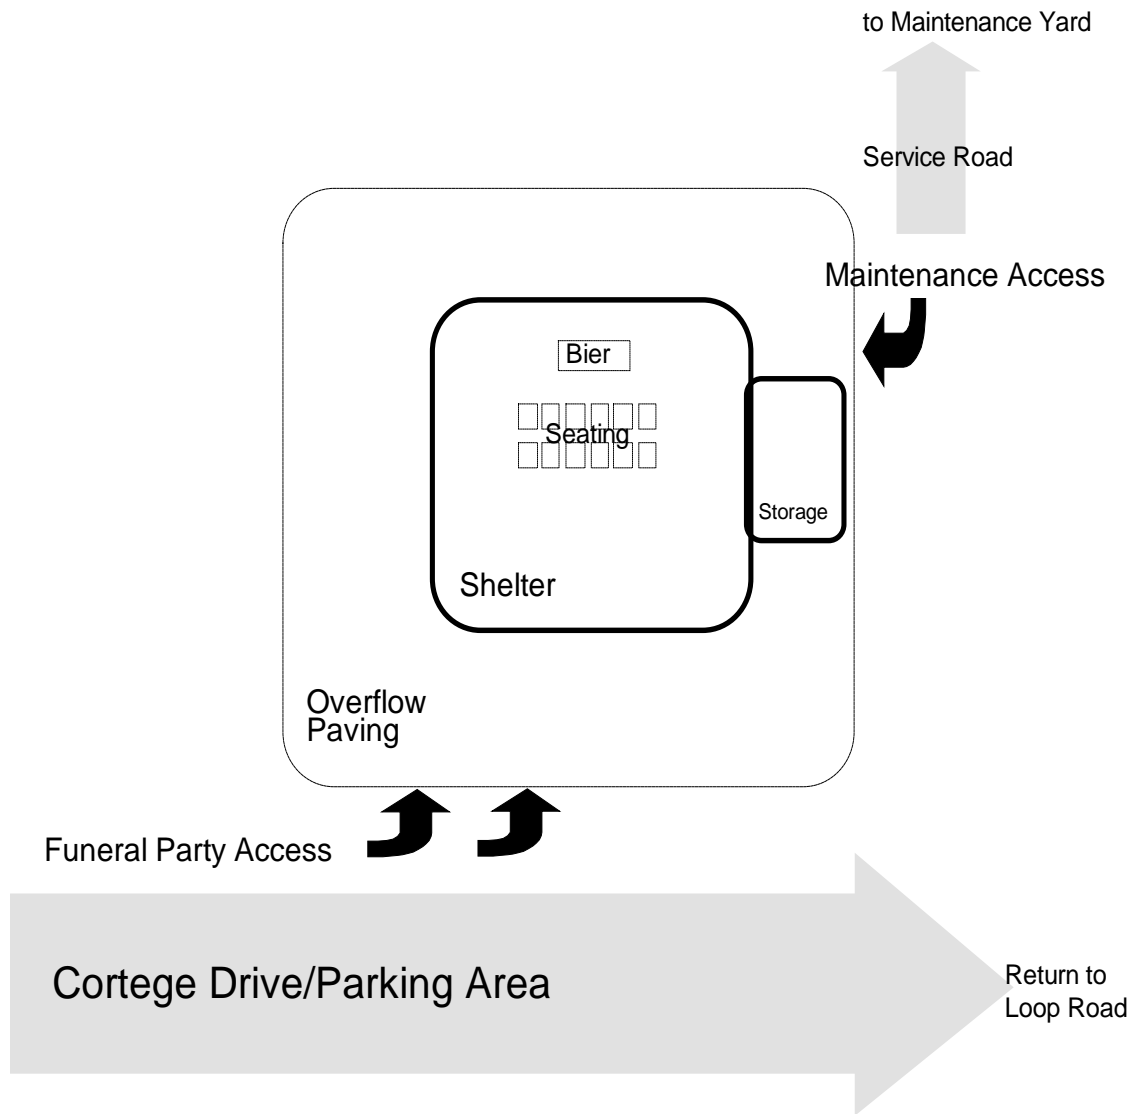 to Maintenance Yard
Service Road
Maintenance Access
Bier
Seating
Storage
Shelter
Overflow
Paving
Funeral Party Access
Cortege Drive/Parking Area
Return to
Loop Road